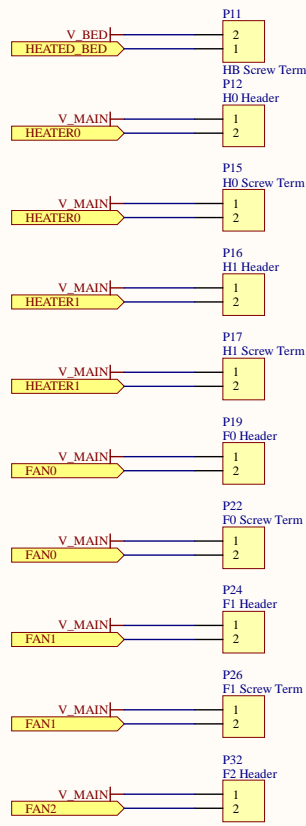 P11
V_BED 2
HEATED_BED 1
HB Screw Term
P12
H0 Header
V_MAIN 1
HEATER0 2
P15
H0 Screw Term
V_MAIN 1
HEATER0 2
P16
H1 Header
V_MAIN 1
HEATER1 2
P17
H1 Screw Term
V_MAIN 1
HEATER1 2
P19
F0 Header
V_MAIN 1
FAN0 2
P22
F0 Screw Term
V_MAIN 1
FAN0 2
P24
F1 Header
V_MAIN 1
FAN1 2
P26
F1 Screw Term
V_MAIN 1
FAN1 2
P32
F2 Header
V_MAIN 1
FAN2 2